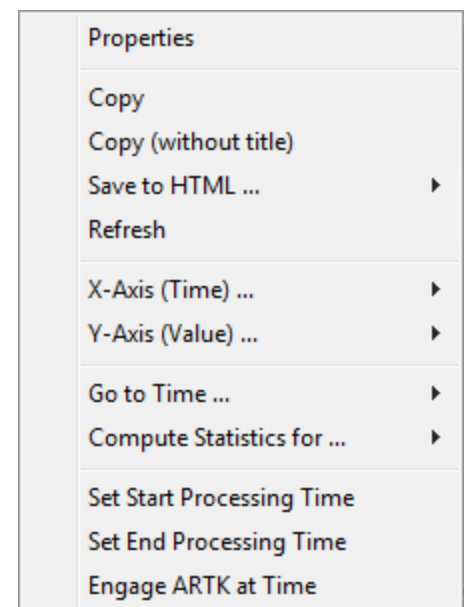 Properties
Copy
Copy (without title)
Save to HTML ...
Refresh
X-Axis (Time) ...
Y-Axis (Value) ...
Go to Time ...
Compute Statistics for ...
Set Start Processing Time
Set End Processing Time
Engage ARTK at Time